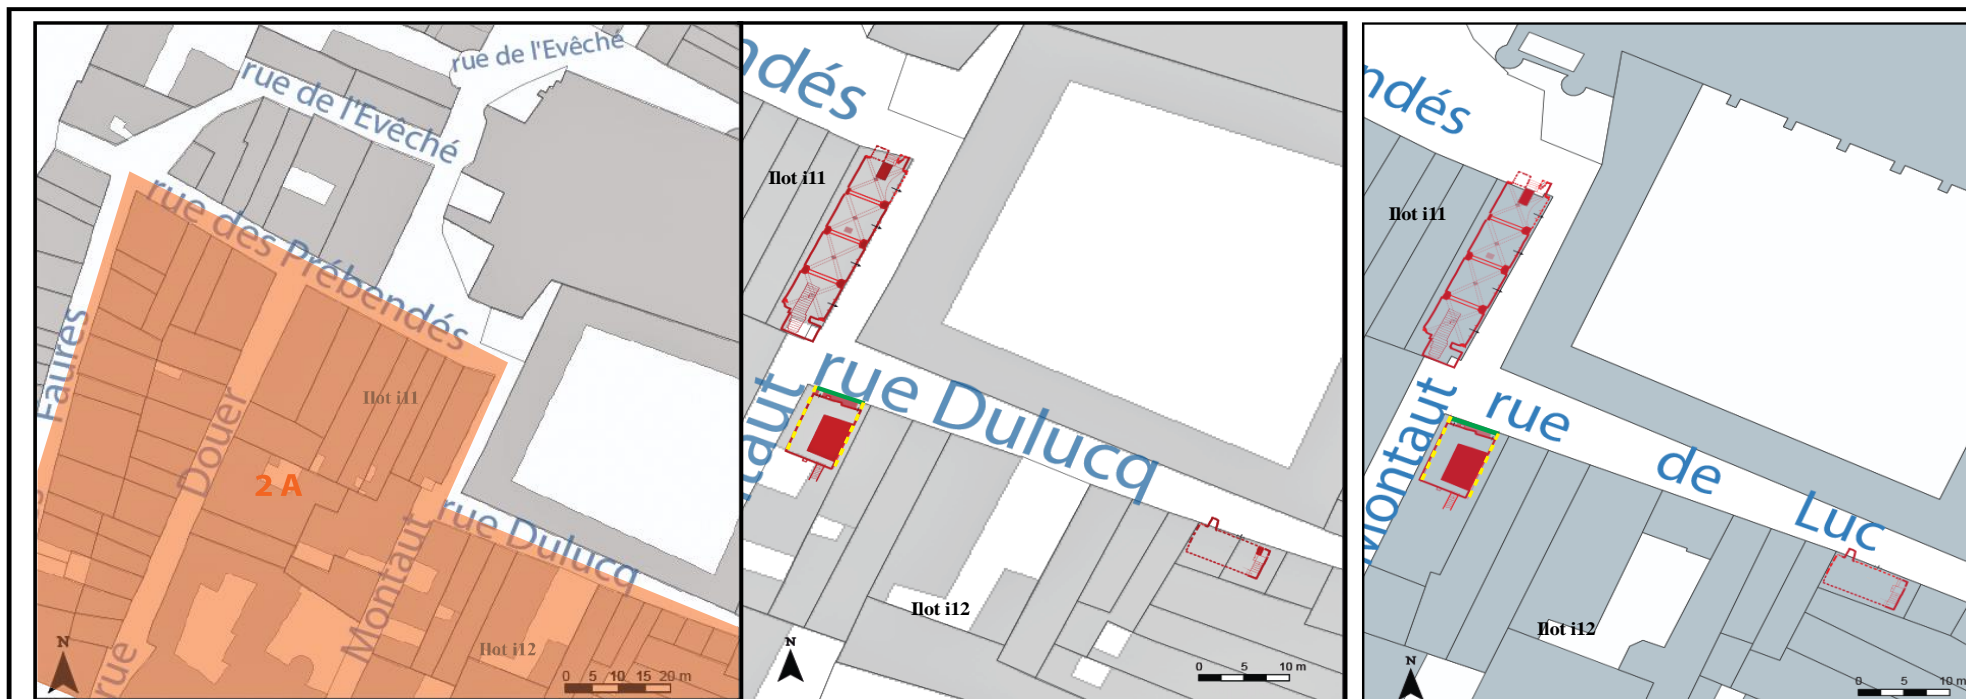 rue de l'Evêché
rue de l'Evêché
rue des Prébendés
Faures
Ilot i11
Douer
2 A
Montaut
rue Dulucq
Ilot i12
rue
N
0 5 10 15 20 m
ndés
Ilot i11
rue Dulucq
taut
Ilot i12
N
0 5 10 m
ndés
Ilot i11
Montaut
rue de Luc
Ilot i12
N
0 5 10 m